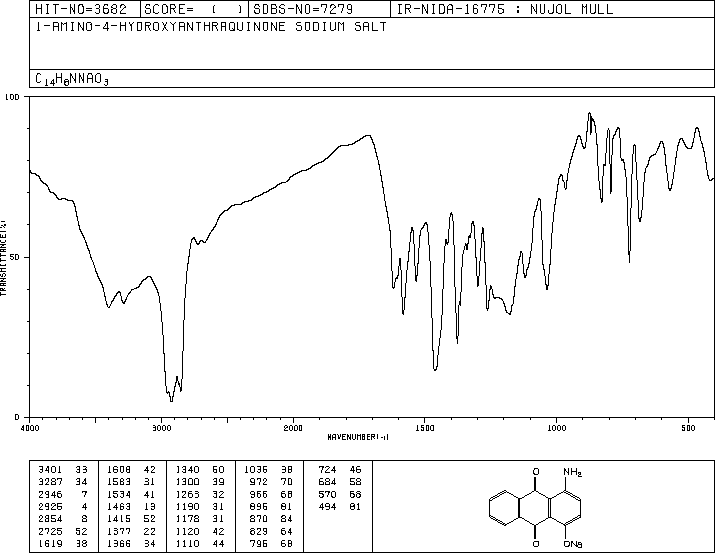 HIT-NO=3682 SCORE= ( ) SDBS-NO=7279 IR-NIDA-16775 : NUJOL MULL
1-AMINO-4-HYDROXYANTHRAQUINONE SODIUM SALT
C14H8NNAO3
100
50
0
TRANSMITTANCE(%)
4000 3000 2000 1500 1000 500
WAVENUMBER(-1)
3401 33 1608 42 1340 60 1036 38 724 46
3287 34 1583 31 1300 39 972 70 684 58
2946 7 1534 41 1263 32 966 68 570 68
2925 4 1463 13 1190 31 896 81 494 81
2854 8 1415 52 1178 31 870 84
2725 52 1377 22 1120 42 829 64
1619 38 1366 34 1110 44 796 68
O NH2
O ONa